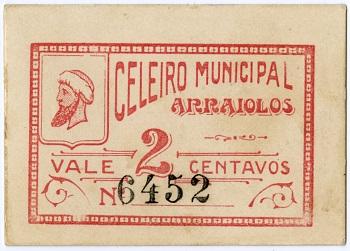 CELEIRO MUNICIPAL
ARRAIOLOS
VALE 2 CENTAVOS
N 6452